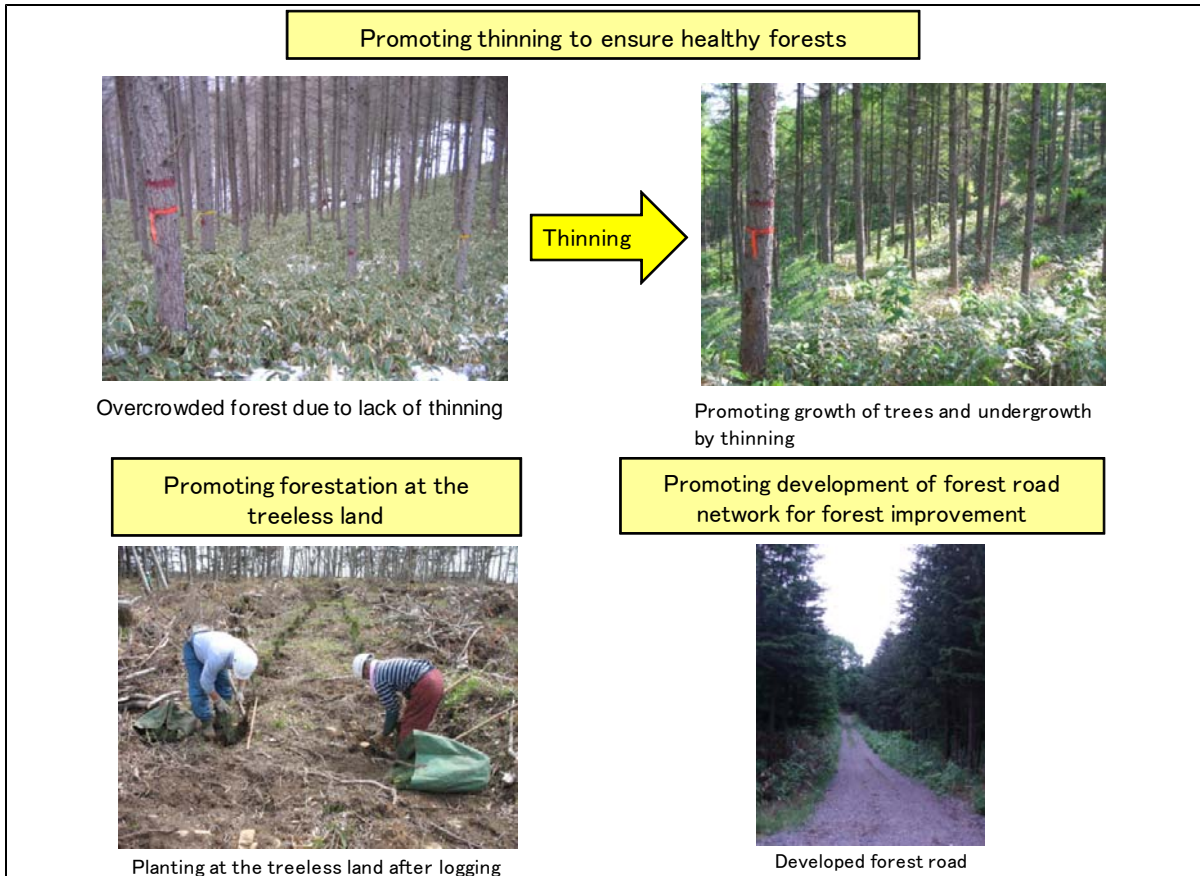 Promoting thinning to ensure healthy forests
Thinning
Overcrowded forest due to lack of thinning
Promoting growth of trees and undergrowth
by thinning
Promoting forestation at the
treeless land
Promoting development of forest road
network for forest improvement
Planting at the treeless land after logging
Developed forest road